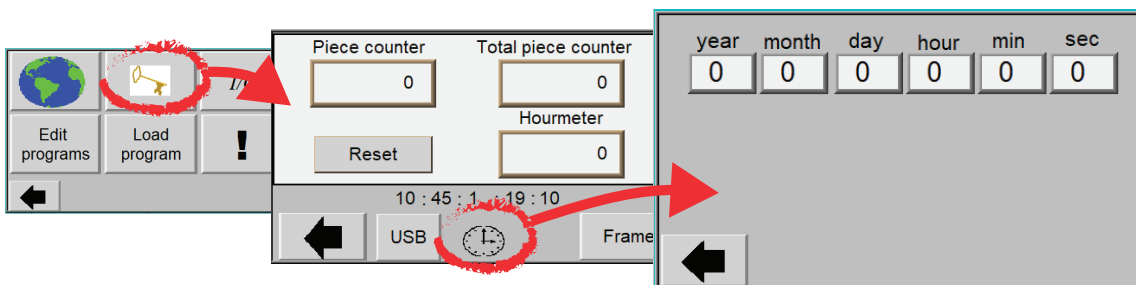 Edit
programs
Load
program
!
Piece counter
0
Total piece counter
0
Hourmeter
0
Reset
10 : 45 : 1 : 19 : 10
USB
Frame
year month day hour min sec
0 0 0 0 0 0